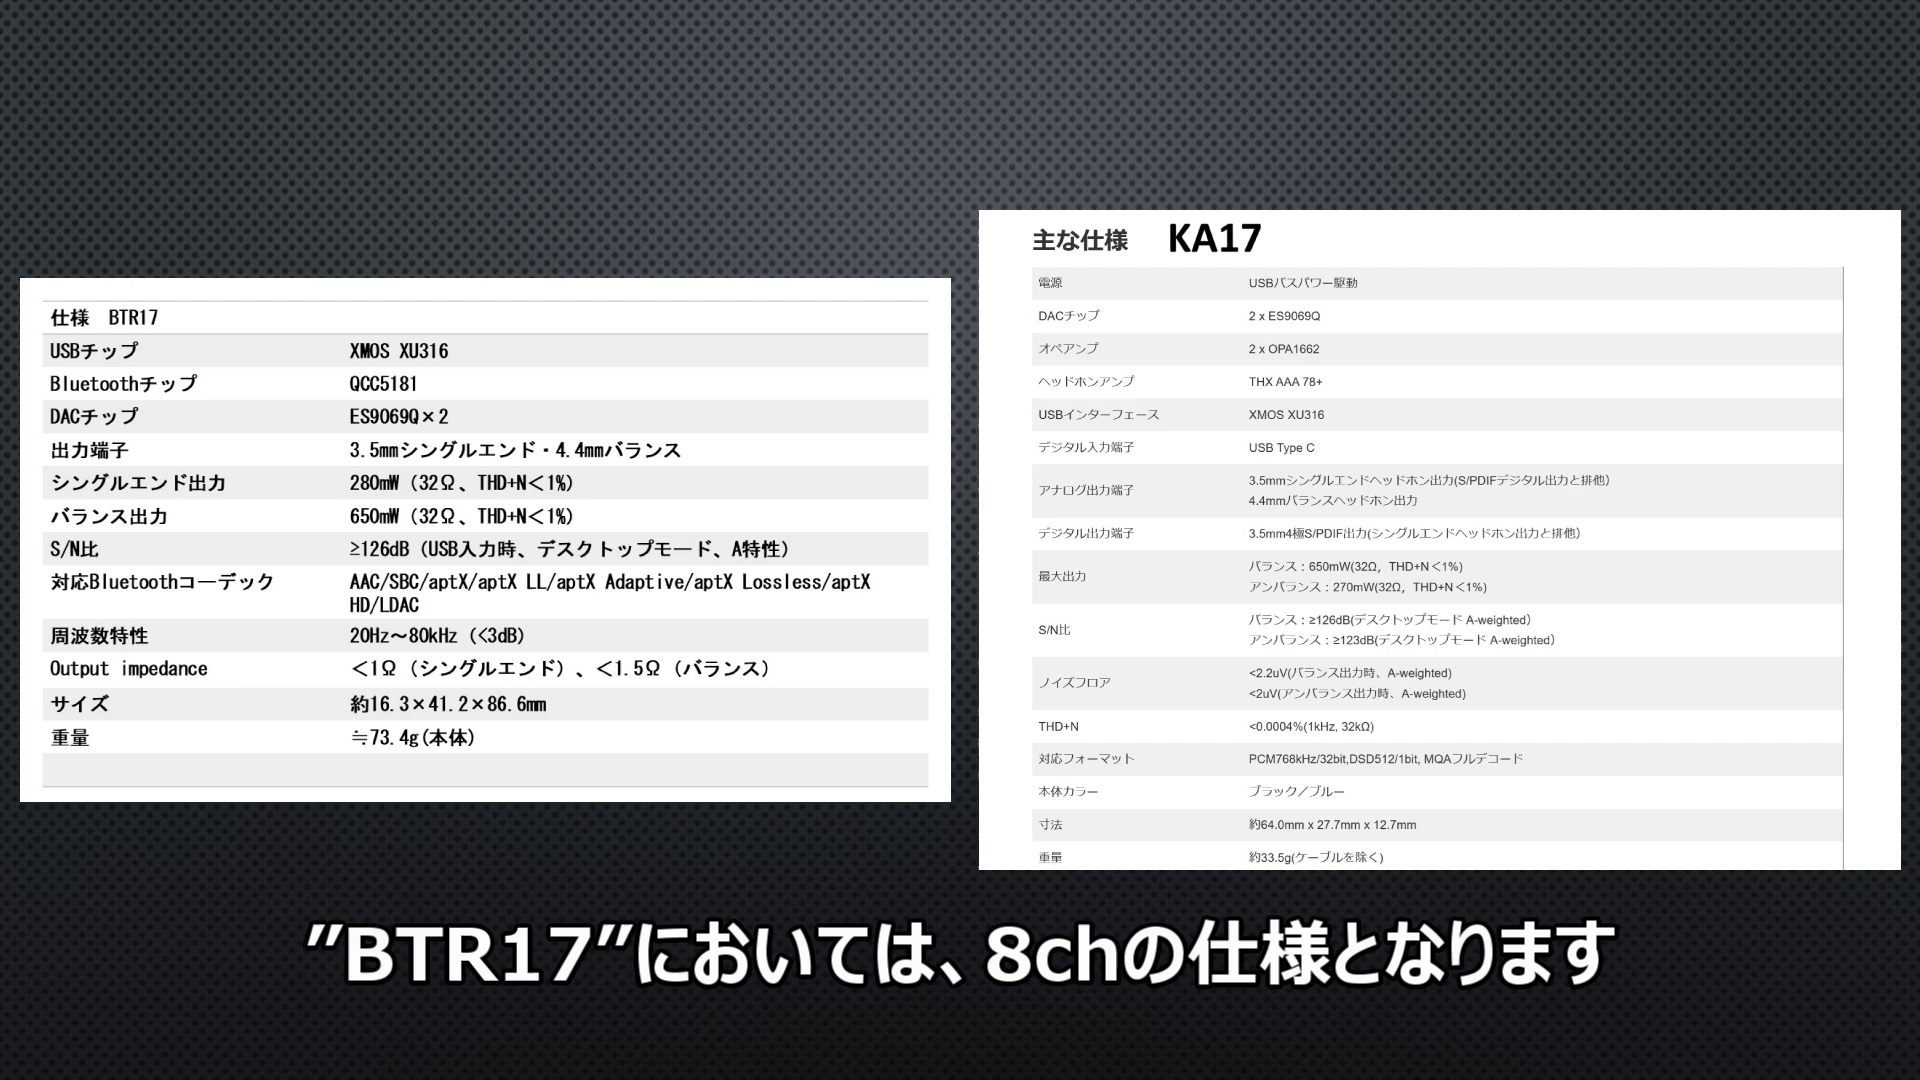 仕様 BTR17
USBチップ XMOS XU316
Bluetoothチップ QCC5181
DACチップ ES9069Q×2
出力端子 3.5mmシングルエンド・4.4mmバランス
シングルエンド出力 280mW（32Ω、THD+N＜1%）
バランス出力 650mW（32Ω、THD+N＜1%）
S/N比 ≥126dB（USB入力時、デスクトップモード、A特性）
対応Bluetoothコーデック AAC/SBC/aptX/aptX LL/aptX Adaptive/aptX Lossless/aptX
HD/LDAC
周波数特性 20Hz～80kHz（<3dB）
Output impedance ＜1Ω（シングルエンド）、＜1.5Ω（バランス）
サイズ 約16.3×41.2×86.6mm
重量 ≒73.4g(本体)
主な仕様 KA17
電源 USBバスパワー駆動
DACチップ 2 x ES9069Q
オペアンプ 2 x OPA1662
ヘッドホンアンプ THX AAA 78+
USBインターフェース XMOS XU316
デジタル入力端子 USB Type C
アナログ出力端子 3.5mmシングルエンドヘッドホン出力(S/PDIFデジタル出力と排他)
4.4mmバランスヘッドホン出力
デジタル出力端子 3.5mm4極S/PDIF出力(シングルエンドヘッドホン出力と排他)
最大出力 バランス：650mW(32Ω，THD+N＜1%)
アンバランス：270mW(32Ω，THD+N＜1%)
S/N比 バランス：≥126dB(デスクトップモード A-weighted)
アンバランス：≥123dB(デスクトップモード A-weighted)
ノイズフロア <2.2uV(バランス出力時、A-weighted)
<2uV(アンバランス出力時、A-weighted)
THD+N <0.0004%(1kHz, 32kΩ)
対応フォーマット PCM768kHz/32bit,DSD512/1bit, MQAフルデコード
本体カラー ブラック／ブルー
寸法 約64.0mm x 27.7mm x 12.7mm
重量 約33.5g(ケーブルを除く)
”BTR17”においては、8chの仕様となります